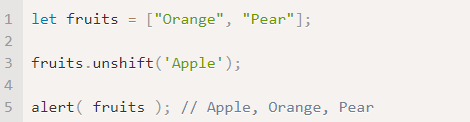 1 let fruits = ["Orange", "Pear"];
2
3 fruits.unshift('Apple');
4
5 alert( fruits ); // Apple, Orange, Pear